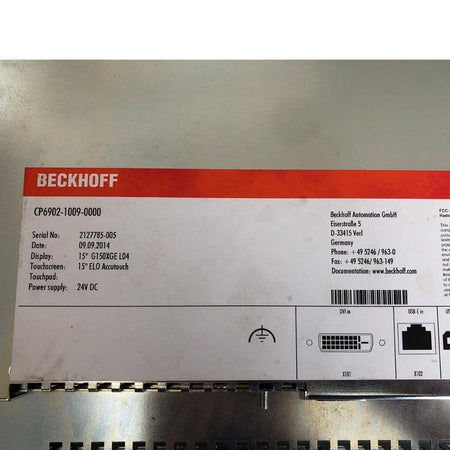 BECKHOFF
CP6902-1009-0000
Serial No: 2127785-005
Date: 09.09.2014
Display: 15" G150XGE L04
Touchscreen: 15" ELO Accutouch
Touchpad:
Power supply: 24V DC
Beckhoff Automation GmbH
Eiserstraße 5
D-33415 Verl
Germany
Phone: + 49 5246 / 963-0
Fax: + 49 5246/ 963-149
Documentation: www.beckhoff.com
FCC
Radio
DVI in
USB-E in
X101
X102